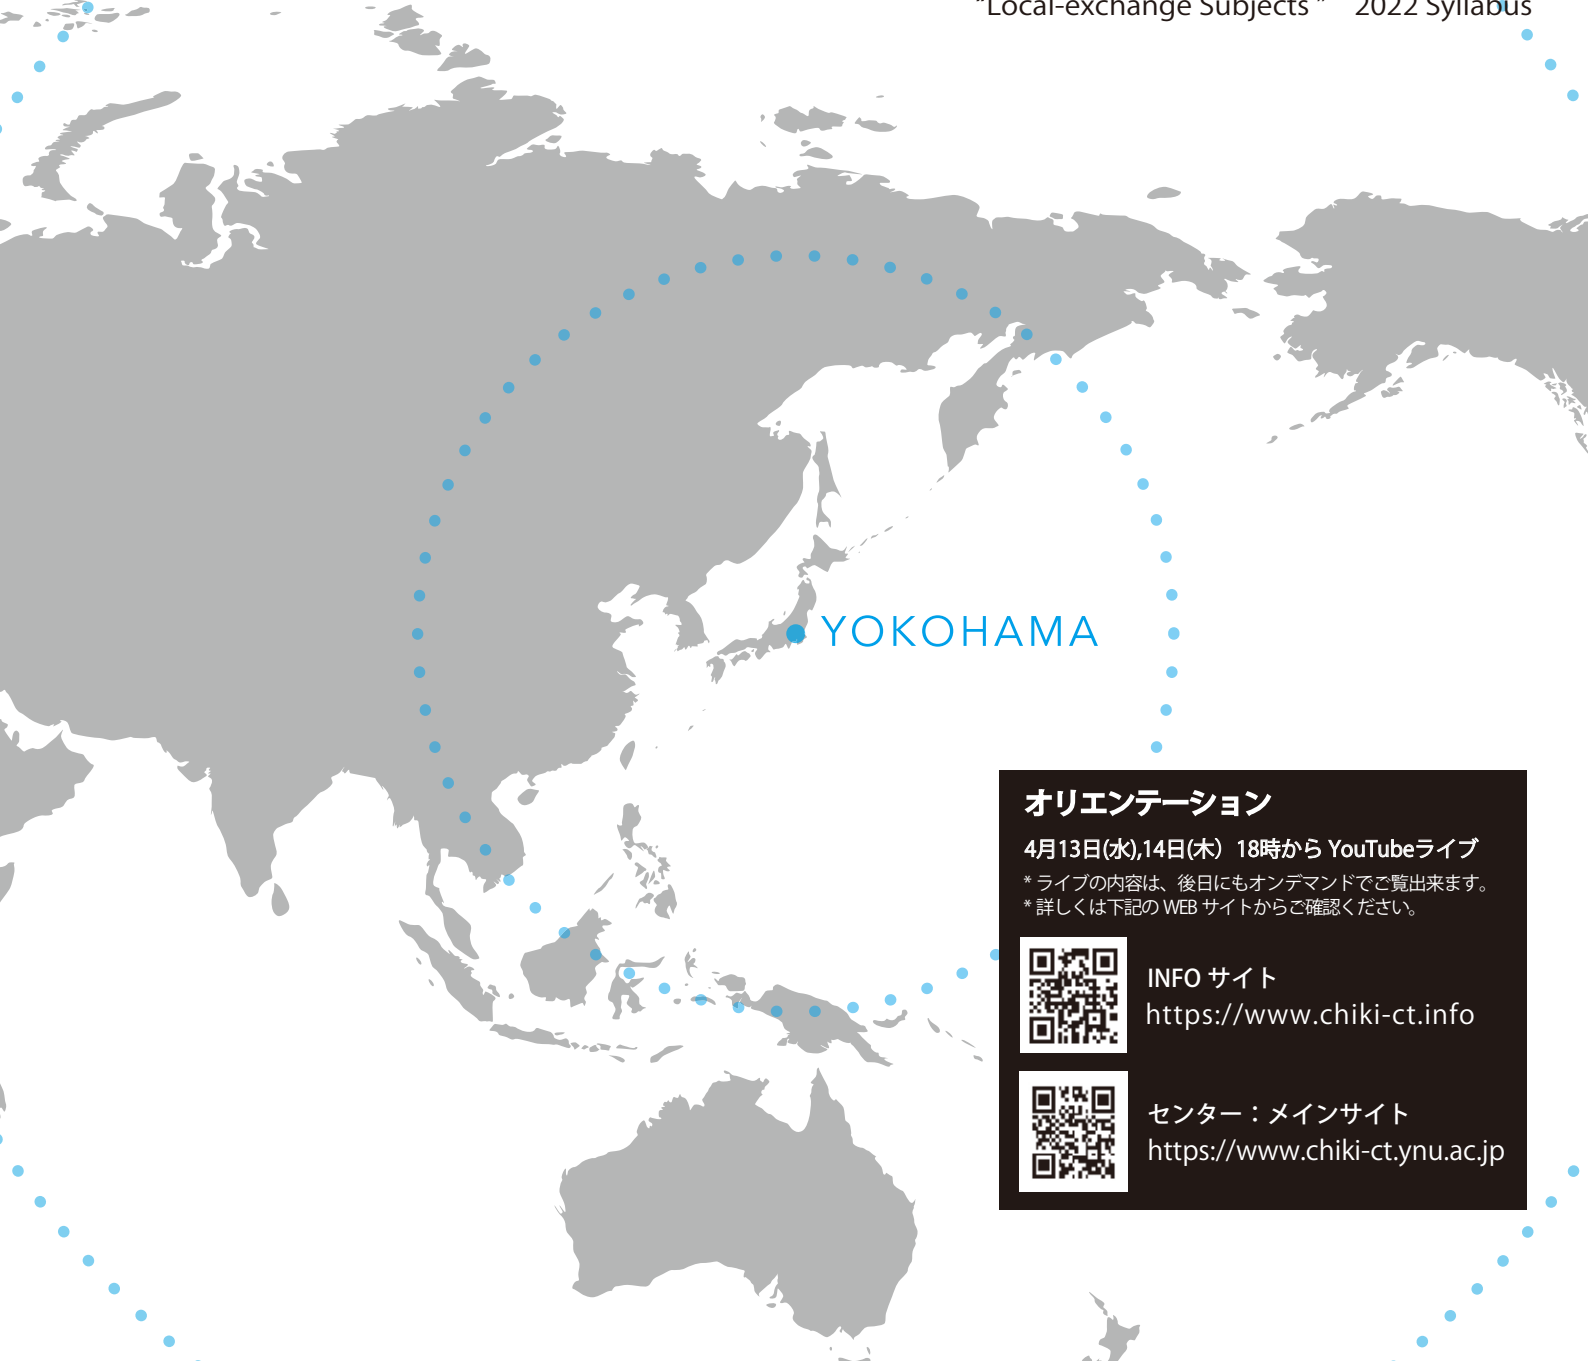 “Local-exchange Subjects ” 2022 Syllabus
YOKOHAMA
オリエンテーション
4月13日(水),14日(木）18時から YouTubeライブ
* ライブの内容は、後日にもオンデマンドでご覧出来ます。
* 詳しくは下記の WEB サイトからご確認ください。
INFO サイト
https://www.chiki-ct.info
センター：メインサイト
https://www.chiki-ct.ynu.ac.jp